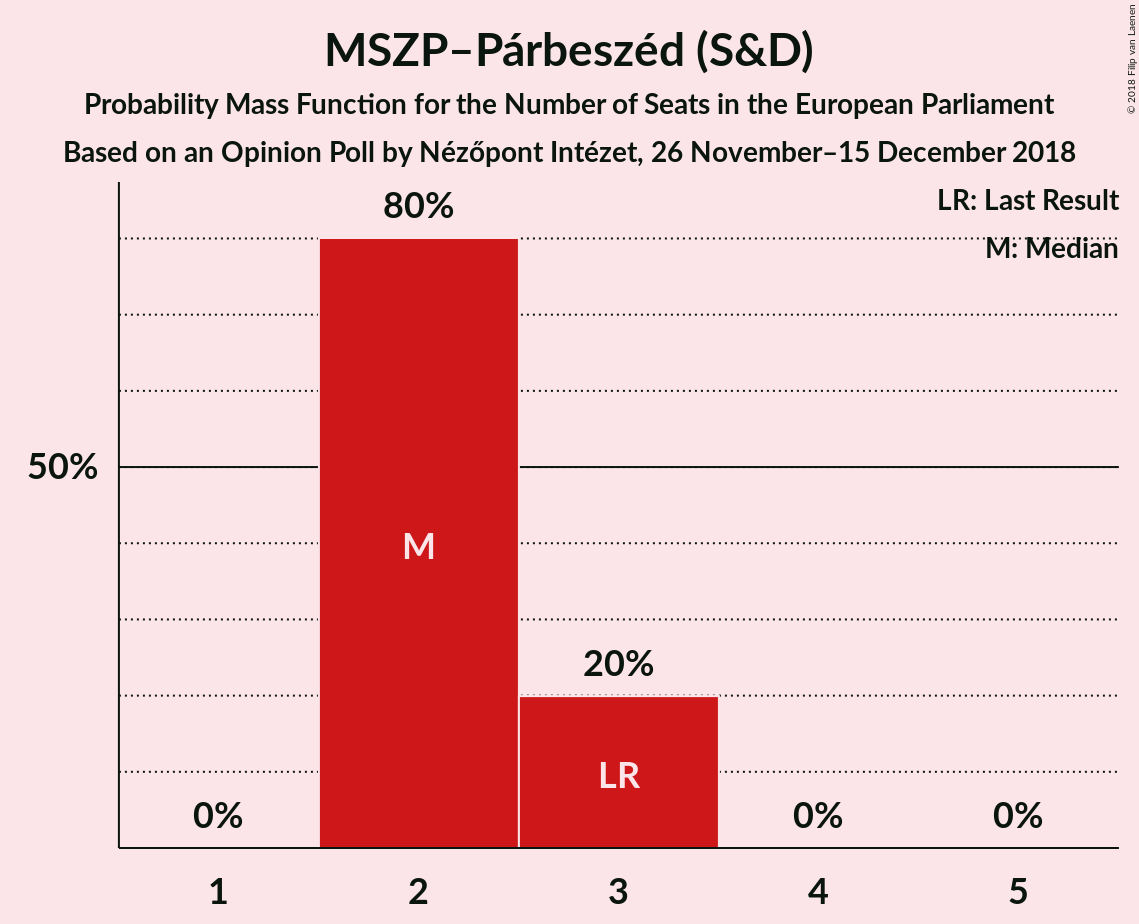 MSZP–Párbeszéd (S&D)
Probability Mass Function for the Number of Seats in the European Parliament
Based on an Opinion Poll by Nézőpont Intézet, 26 November–15 December 2018
© 2018 Filip van Laenen
LR: Last Result
M: Median
80%
50%
M
20%
LR
0%
0%
0%
1 2 3 4 5